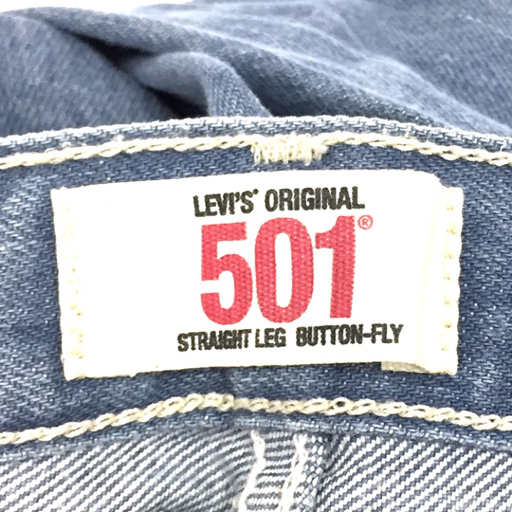 LEVI'S® ORIGINAL
501®
STRAIGHT LEG BUTTON-FLY